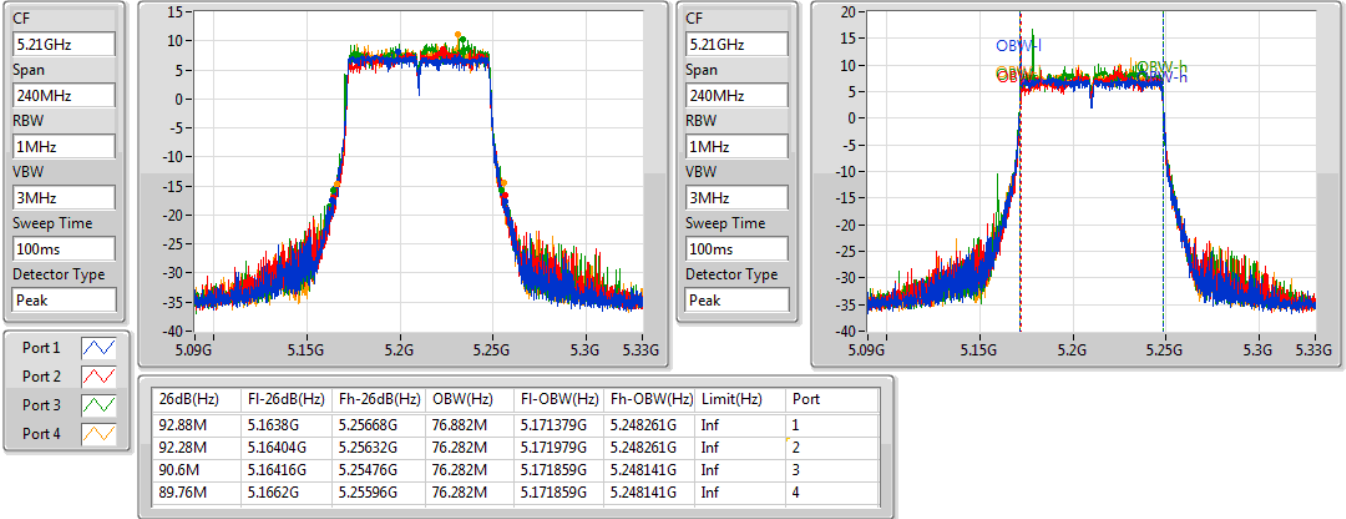 CF
5.21GHz
Span
240MHz
RBW
1MHz
VBW
3MHz
Sweep Time
100ms
Detector Type
Peak
15
10
5
0
-5
-10
-15
-20
-25
-30
-35
-40
5.09G 5.15G 5.2G 5.25G 5.3G 5.33G
CF
5.21GHz
Span
240MHz
RBW
1MHz
VBW
3MHz
Sweep Time
100ms
Detector Type
Peak
20
15
10
5
0
-5
-10
-15
-20
-25
-30
-35
-40
OBW-l
OBW-h
OBW-h
5.09G 5.15G 5.2G 5.25G 5.3G 5.33G
Port 1
Port 2
Port 3
Port 4
26dB(Hz) Fl-26dB(Hz) Fh-26dB(Hz) OBW(Hz) Fl-OBW(Hz) Fh-OBW(Hz) Limit(Hz) Port
92.88M 5.1638G 5.25668G 76.882M 5.171379G 5.248261G Inf 1
92.28M 5.16404G 5.25632G 76.282M 5.171979G 5.248261G Inf 2
90.6M 5.16416G 5.25476G 76.282M 5.171859G 5.248141G Inf 3
89.76M 5.1662G 5.25596G 76.282M 5.171859G 5.248141G Inf 4